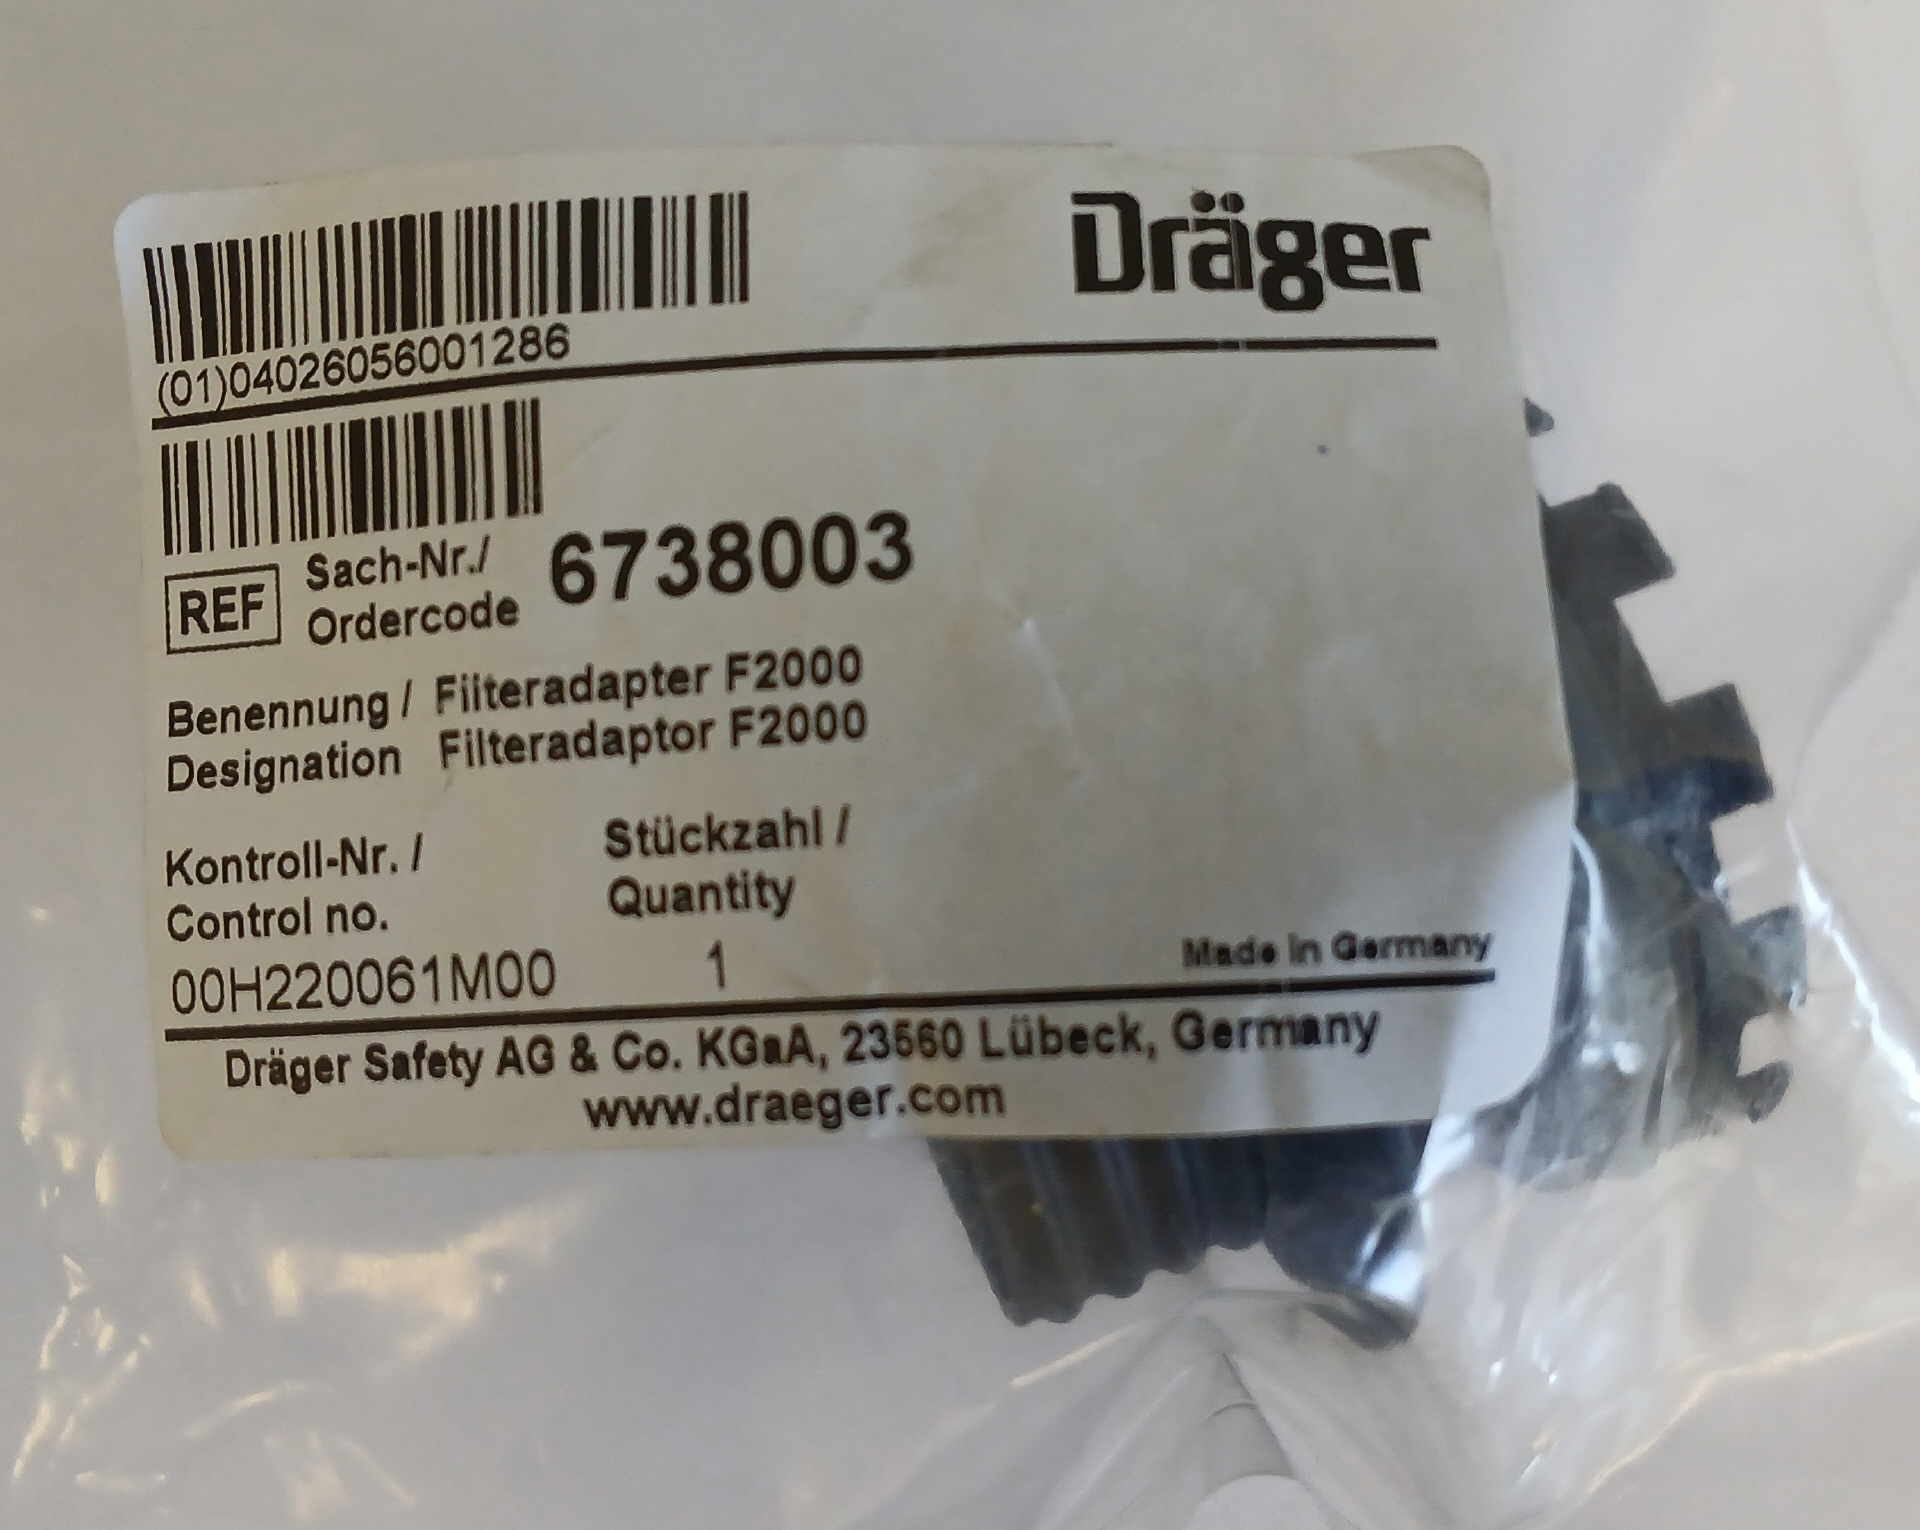 Dräger
(01)04026056001286
REF Sach-Nr./ 6738003
Ordercode
Benennung / Filteradapter F2000
Designation Filteradaptor F2000
Kontroll-Nr. / Stückzahl /
Control no. Quantity
00H220061M00 1 Made in Germany
Dräger Safety AG & Co. KGaA, 23560 Lübeck, Germany
www.draeger.com